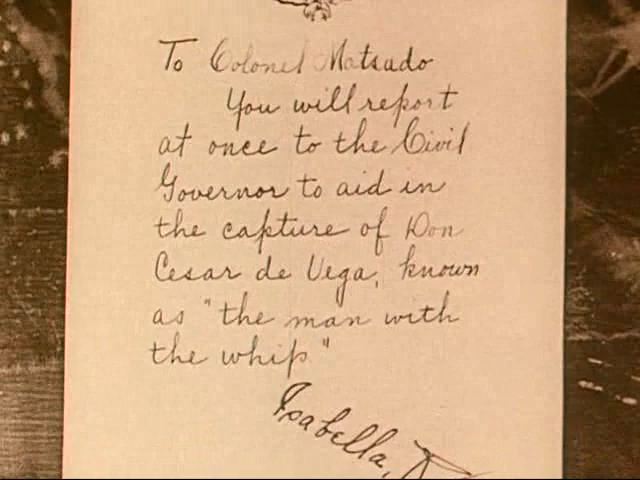 To Colonel Matsado
You will report
at once to the Civil
Governor to aid in
the capture of Don
Cesar de Vega, known
as "the man with
the whip"
Isabella, R